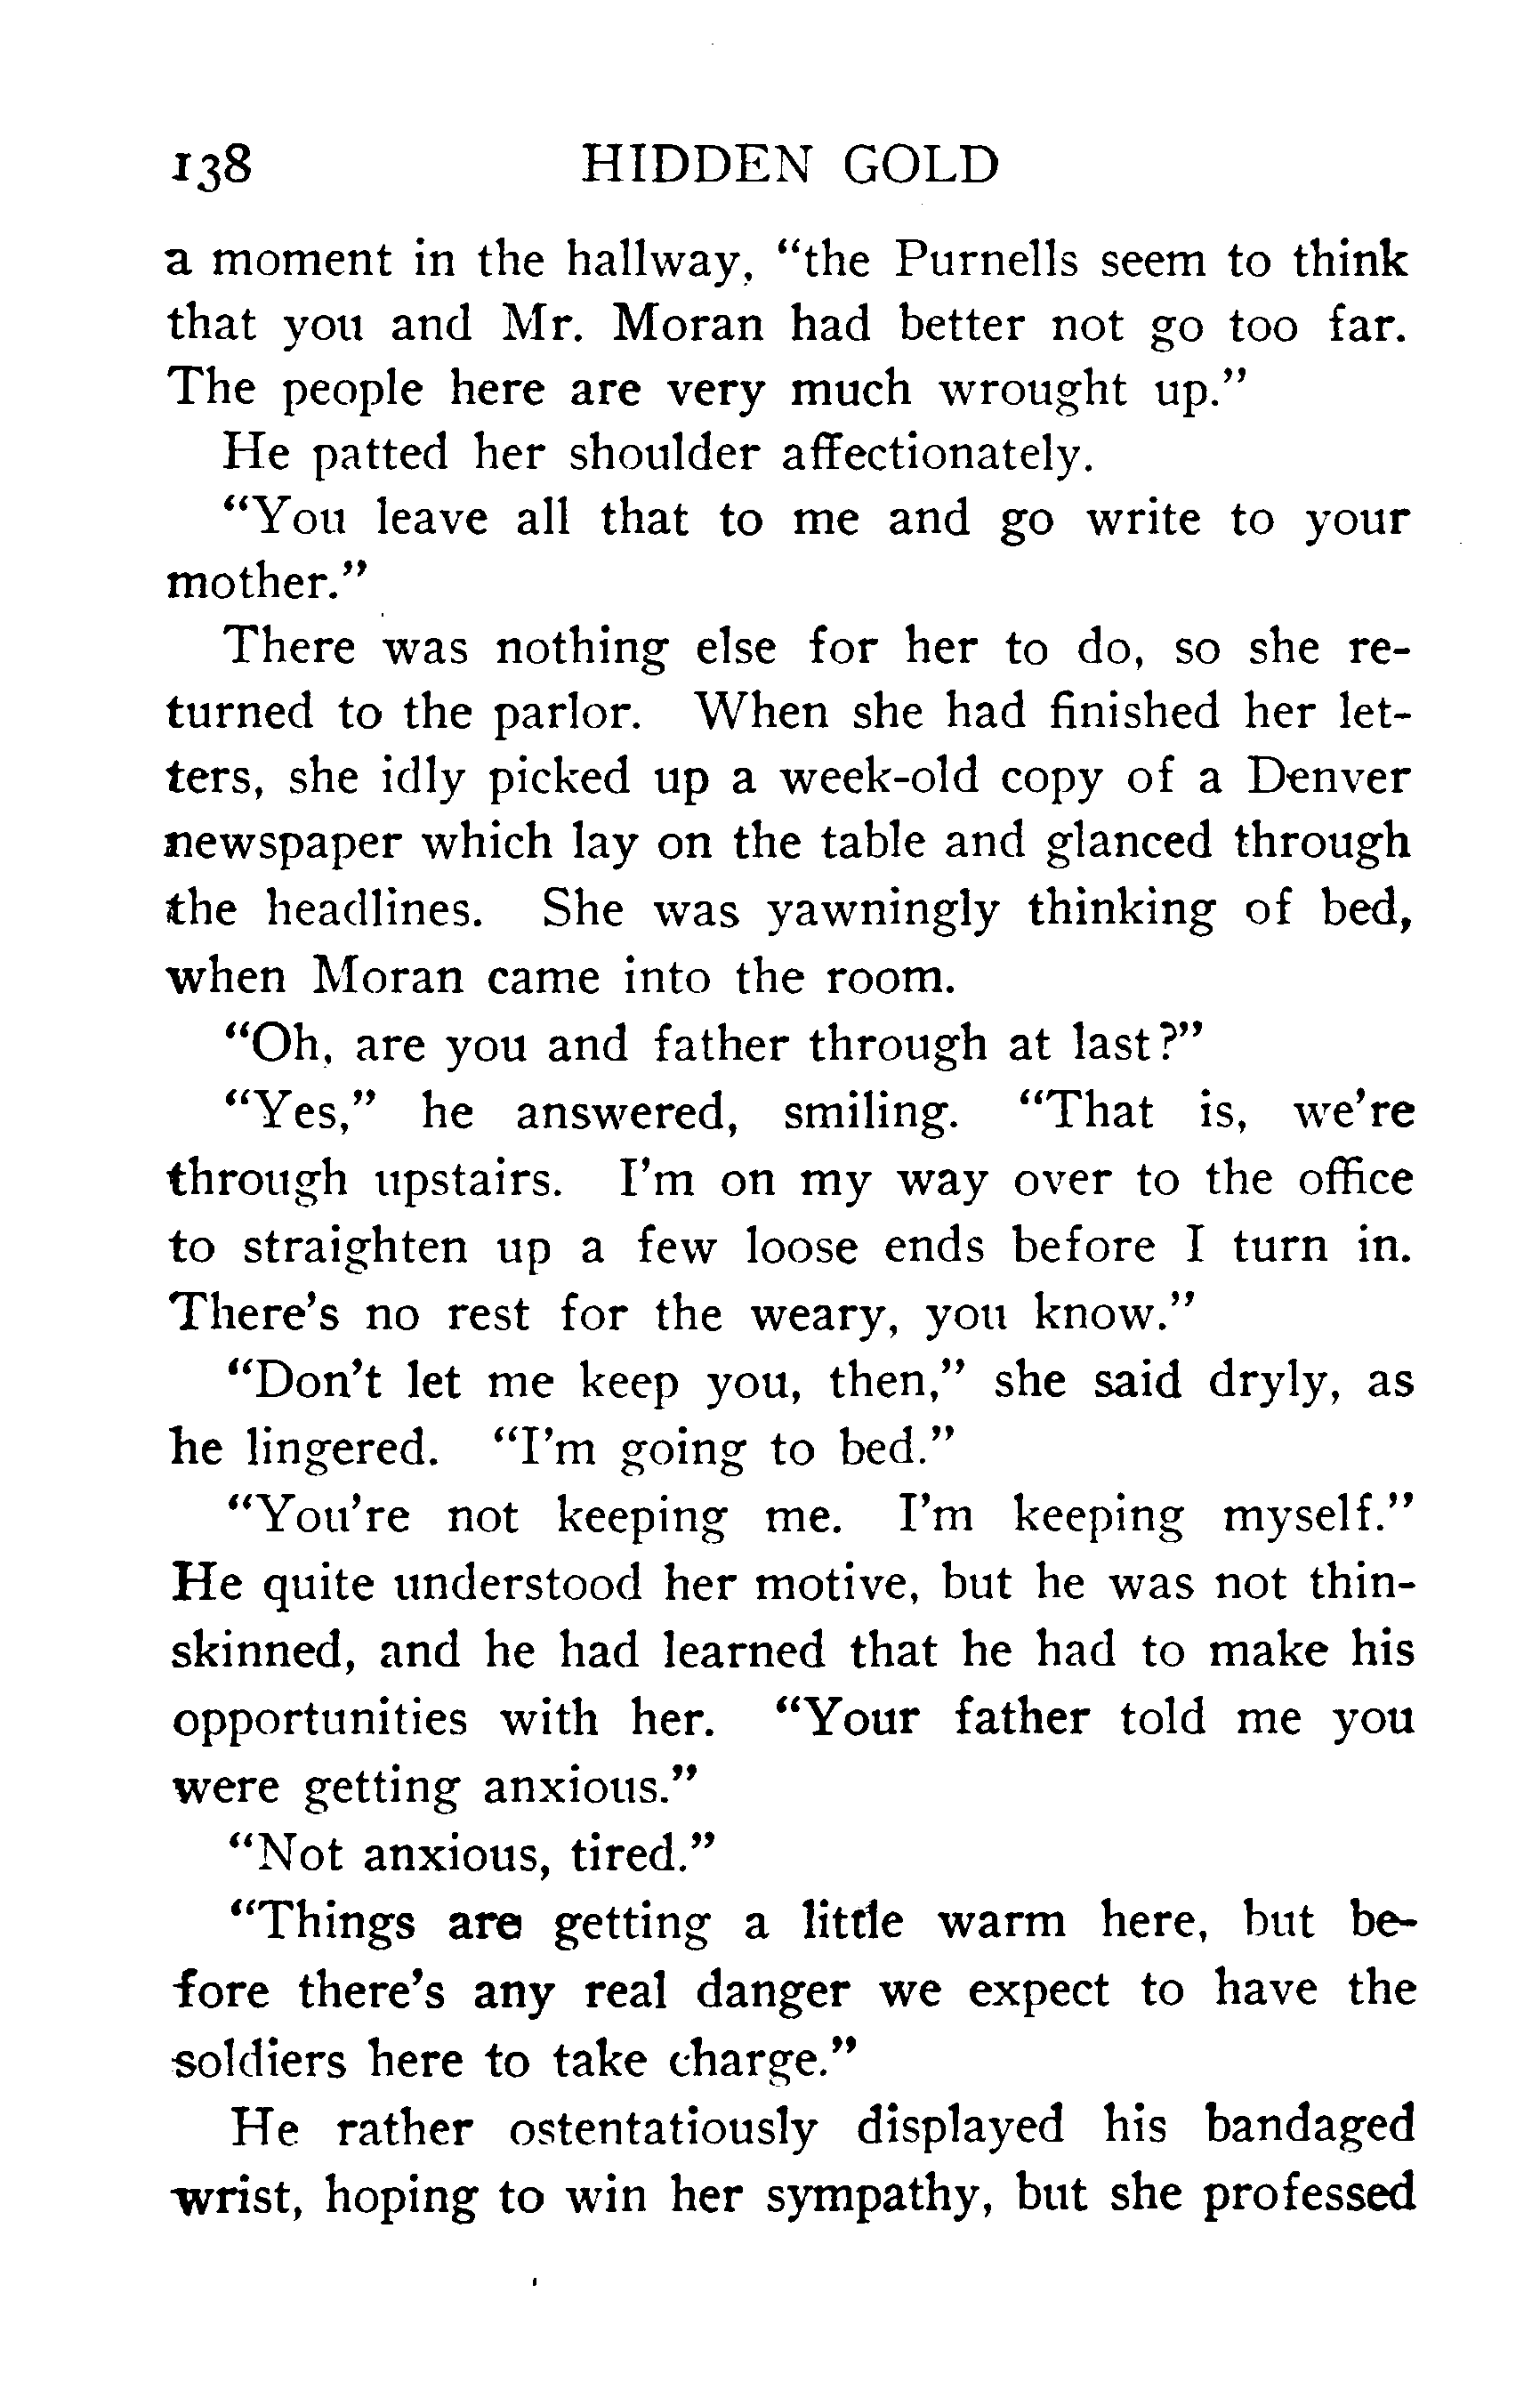 138 HIDDEN GOLD
a moment in the hallway, "the Purnells seem to think
that you and Mr. Moran had better not go too far.
The people here are very much wrought up."
He patted her shoulder affectionately.
"You leave all that to me and go write to your
mother."
There was nothing else for her to do, so she re-
turned to the parlor. When she had finished her let-
ters, she idly picked up a week-old copy of a Denver
newspaper which lay on the table and glanced through
the headlines. She was yawningly thinking of bed,
when Moran came into the room.
"Oh, are you and father through at last?"
"Yes," he answered, smiling. "That is, we're
through upstairs. I'm on my way over to the office
to straighten up a few loose ends before I turn in.
There's no rest for the weary, you know."
"Don't let me keep you, then," she said dryly, as
he lingered. "I'm going to bed."
"You're not keeping me. I'm keeping myself."
He quite understood her motive, but he was not thin-
skinned, and he had learned that he had to make his
opportunities with her. "Your father told me you
were getting anxious."
"Not anxious, tired."
"Things are getting a little warm here, but be-
fore there's any real danger we expect to have the
soldiers here to take charge."
He rather ostentatiously displayed his bandaged
wrist, hoping to win her sympathy, but she professed